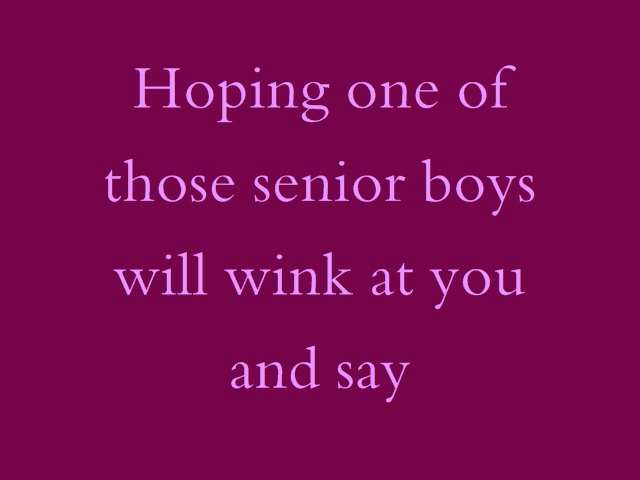 Hoping one of
those senior boys
will wink at you
and say